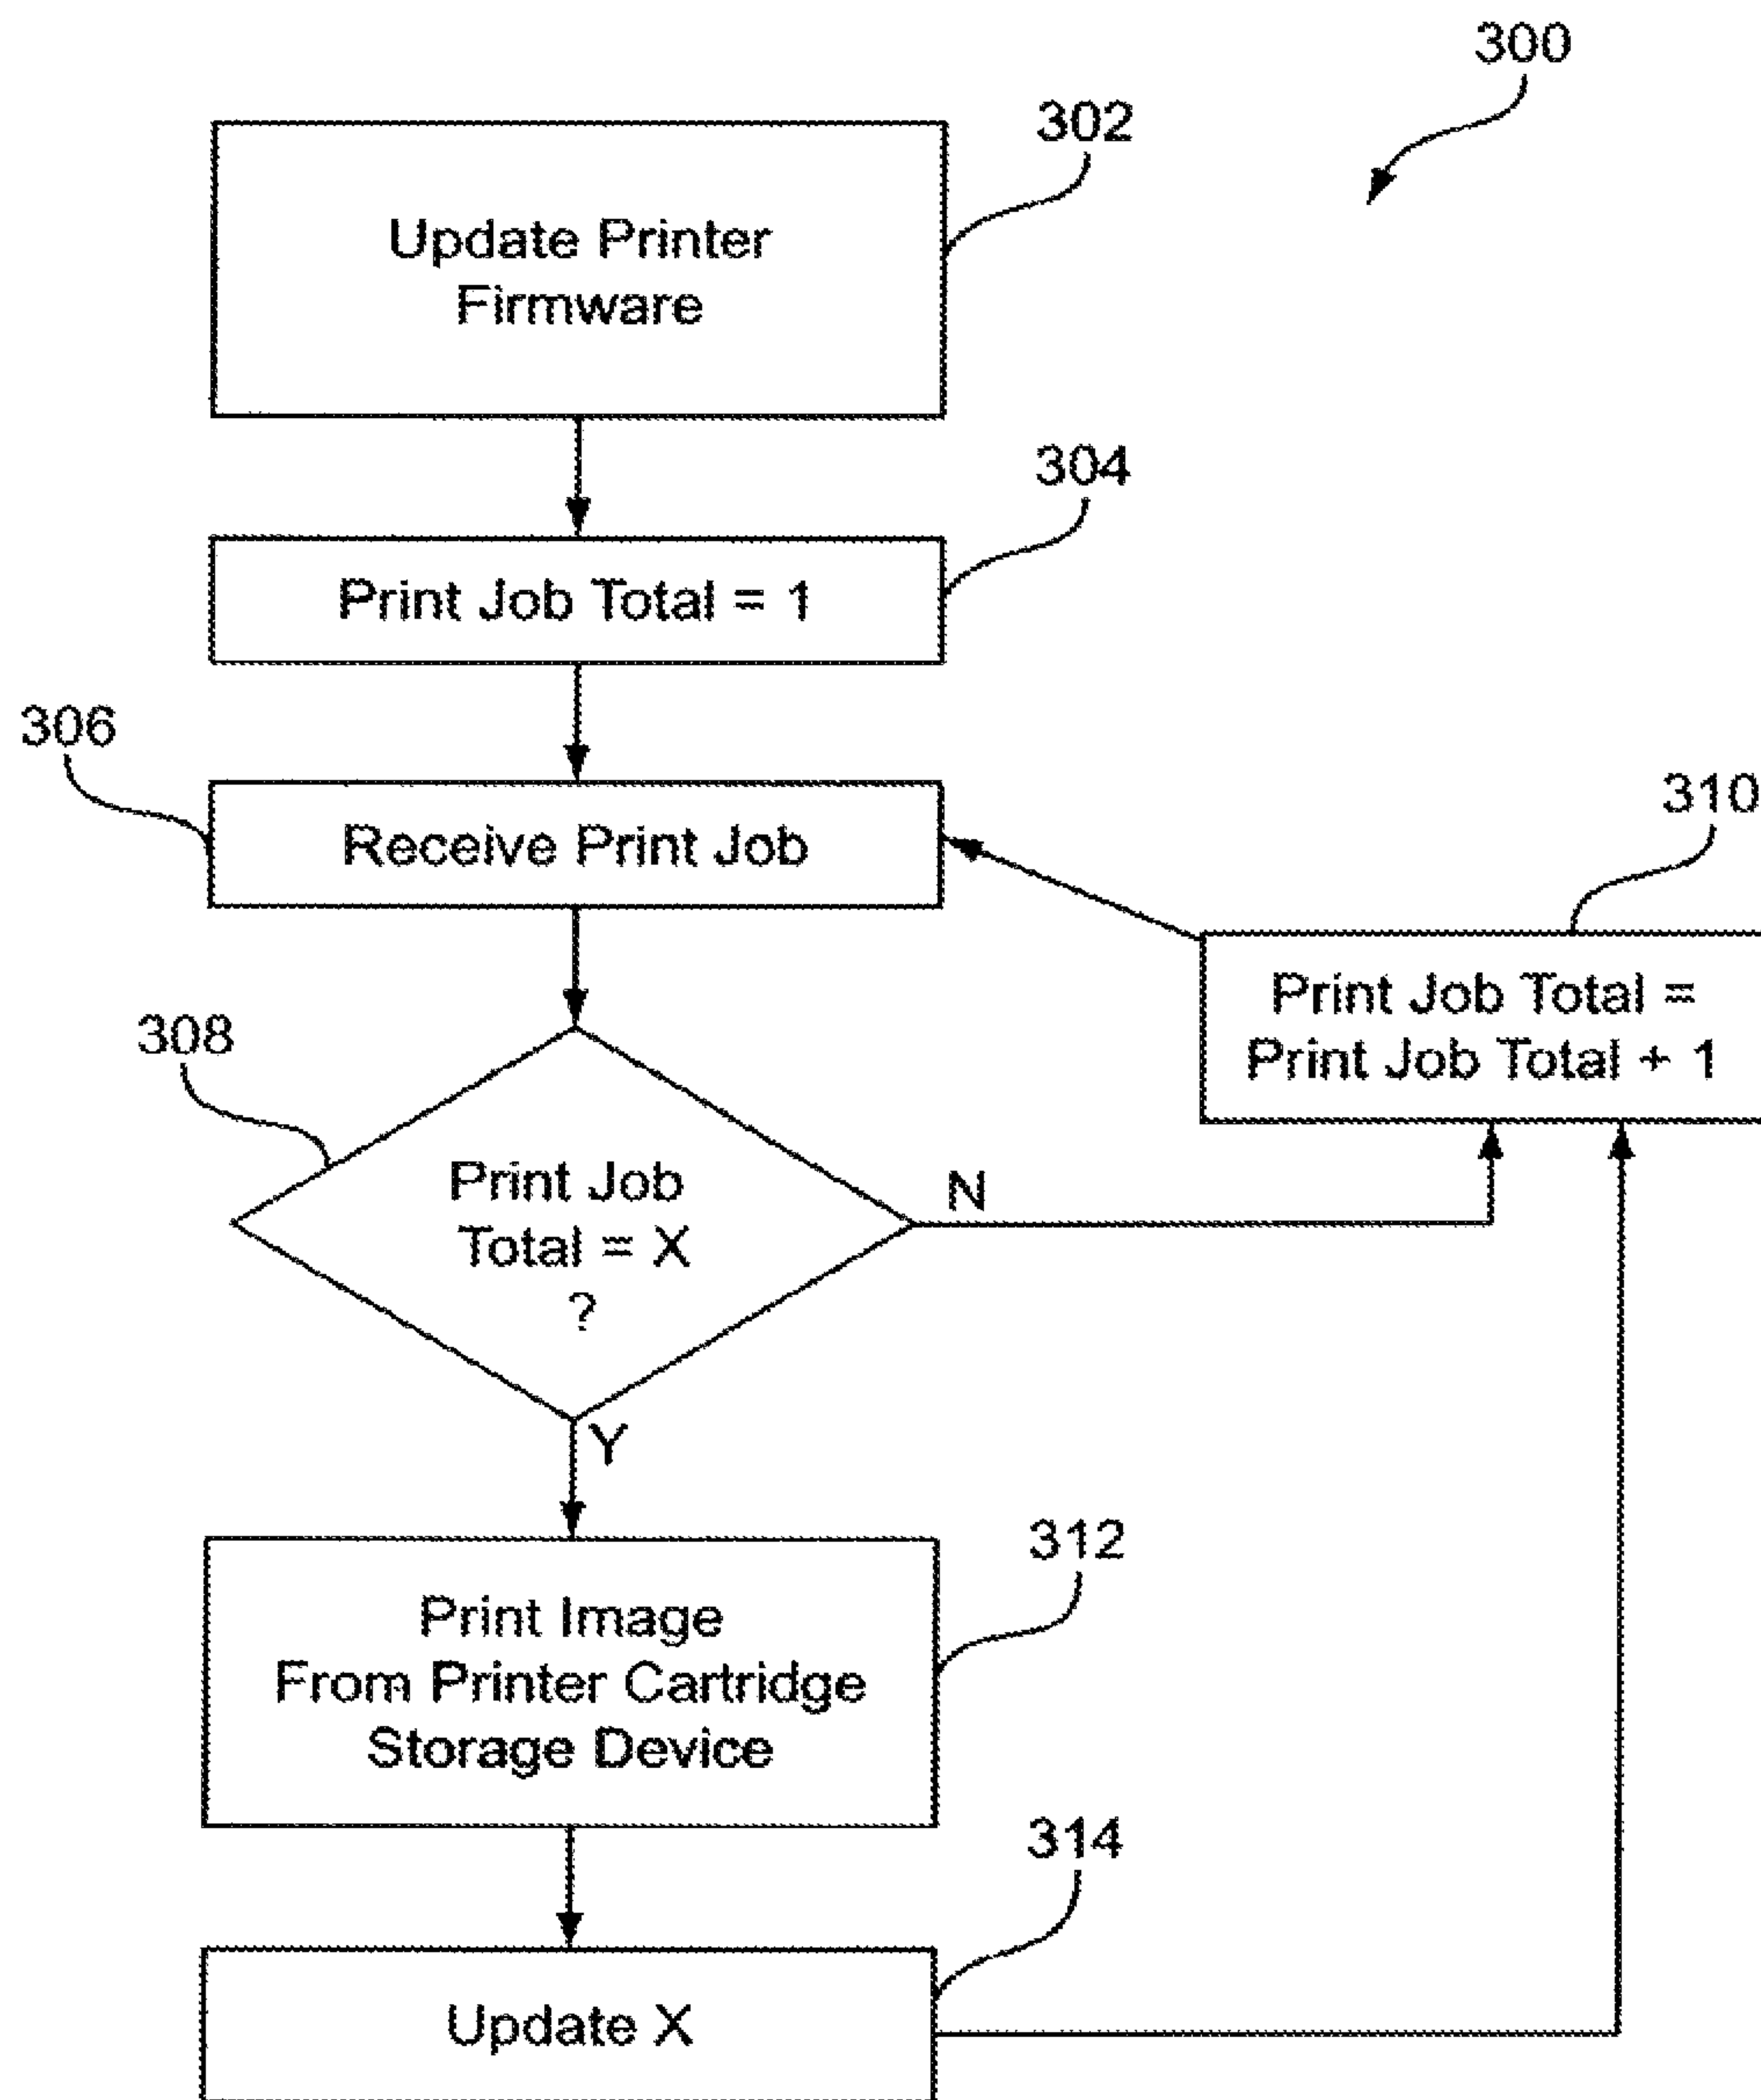 300
302
Update Printer
Firmware
304
Print Job Total = 1
306
Receive Print Job
310
Print Job Total =
Print Job Total + 1
308
Print Job
Total = X
?
N
Y
312
Print Image
From Printer Cartridge
Storage Device
314
Update X